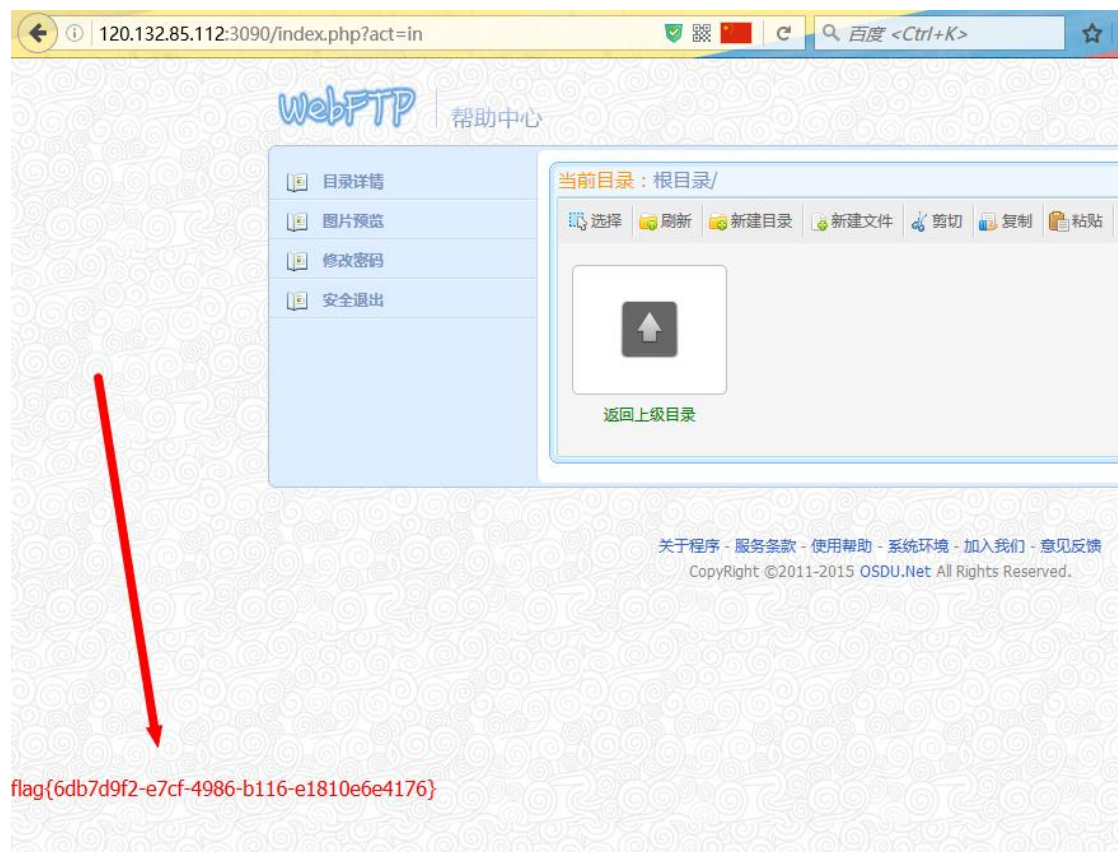 120.132.85.112:3090/index.php?act=in
百度 <Ctrl+K>
WebFTP 帮助中心
目录详情
图片预览
修改密码
安全退出
当前目录：根目录/
选择 刷新 新建目录 新建文件 剪切 复制 粘贴
返回上级目录
关于程序 - 服务条款 - 使用帮助 - 系统环境 - 加入我们 - 意见反馈
CopyRight ©2011-2015 OSDU.Net All Rights Reserved.
flag{6db7d9f2-e7cf-4986-b116-e1810e6e4176}